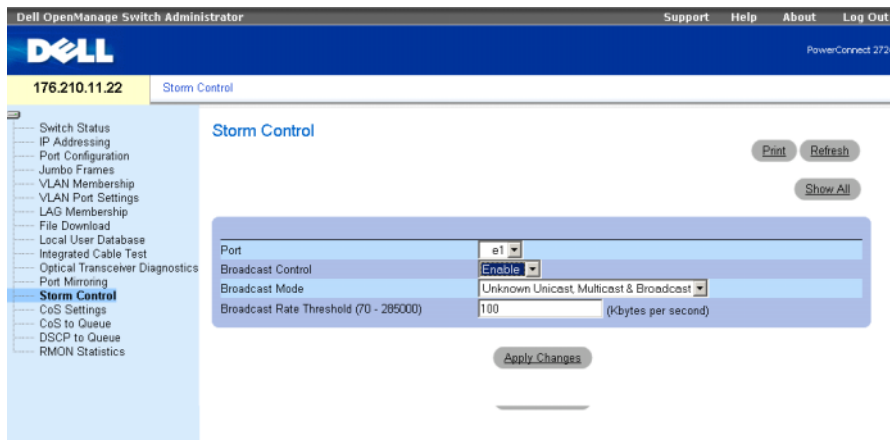 Dell OpenManage Switch Administrator
Support Help About Log Out
DELL
PowerConnect 272
176.210.11.22
Storm Control
Switch Status
IP Addressing
Port Configuration
Jumbo Frames
VLAN Membership
VLAN Port Settings
LAG Membership
File Download
Local User Database
Integrated Cable Test
Optical Transceiver Diagnostics
Port Mirroring
Storm Control
CoS Settings
CoS to Queue
DSCP to Queue
RMON Statistics
Storm Control
Print Refresh
Show All
Port e1
Broadcast Control Enable
Broadcast Mode Unknown Unicast, Multicast & Broadcast
Broadcast Rate Threshold (70 - 285000) 100 (Kbytes per second)
Apply Changes